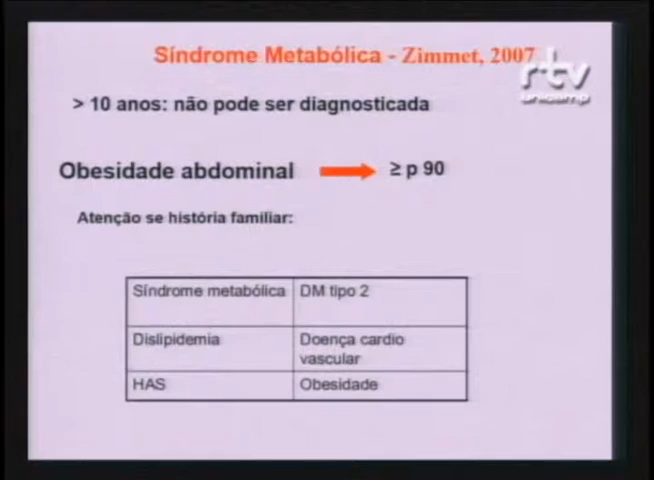 Síndrome Metabólica - Zimmet, 2007
rtv
unicamp
> 10 anos: não pode ser diagnosticada
Obesidade abdominal ≥ p 90
Atenção se história familiar:
Síndrome metabólica DM tipo 2
Dislipidemia Doença cardio
vascular
HAS Obesidade